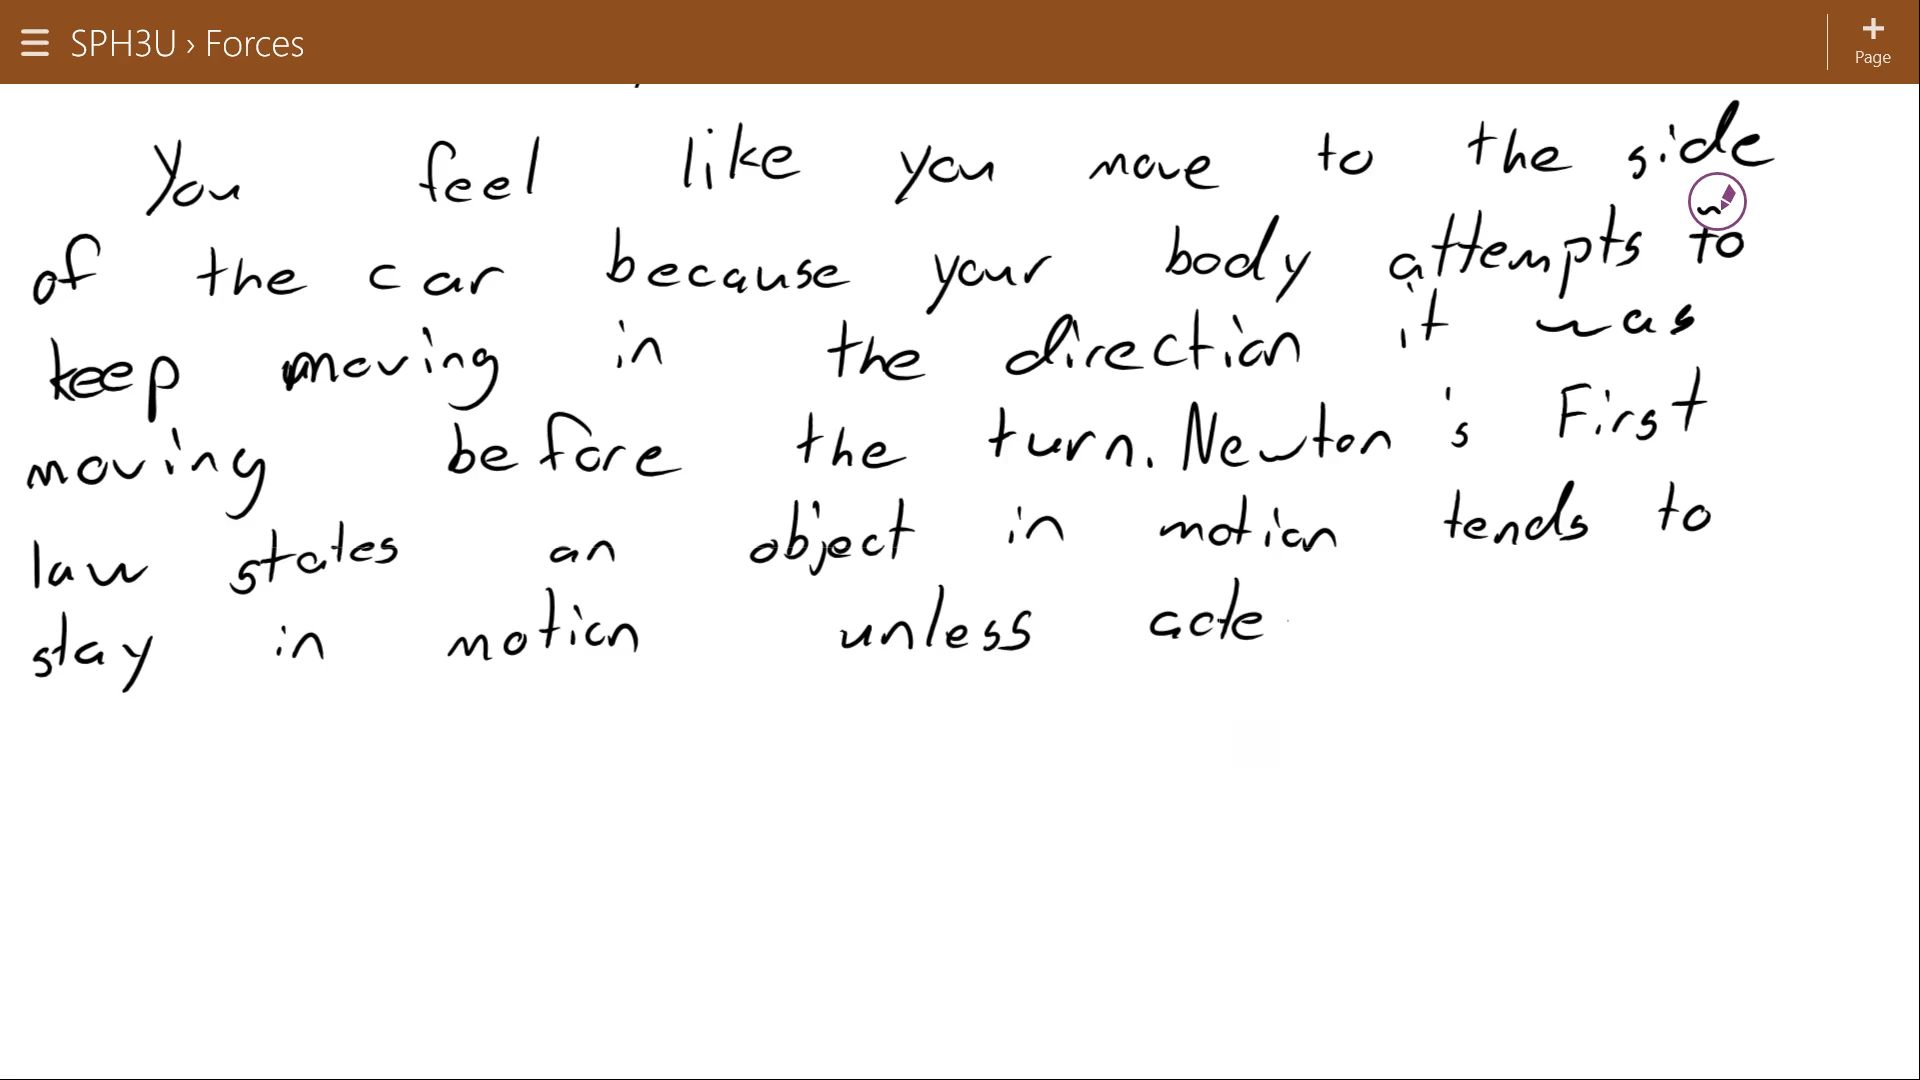 SPH3U › Forces
+
Page
You feel like you move to the side
of the car because your body attempts to
keep moving in the direction it was
moving before the turn. Newton's First
law states an object in motion tends to
stay in motion unless acte